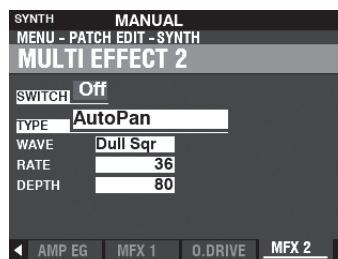 SYNTH MANUAL
MENU - PATCH EDIT - SYNTH
MULTI EFFECT 2
SWITCH Off
TYPE AutoPan
WAVE Dull Sqr
RATE 36
DEPTH 80
◀ AMP EG MFX 1 O.DRIVE MFX 2